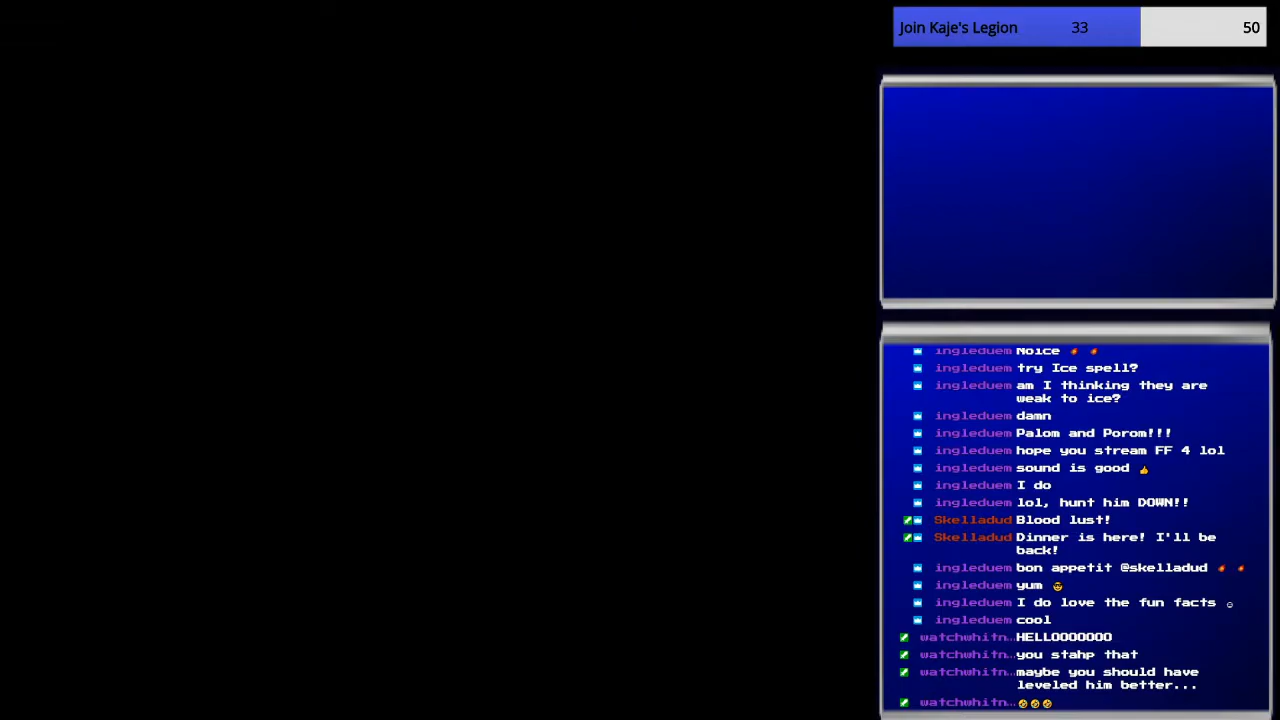 Join Kaje's Legion 33 50
ingleduem Noice
ingleduem try Ice spell?
ingleduem am I thinking they are
weak to ice?
ingleduem damn
ingleduem Palom and Porom!!!
ingleduem hope you stream FF 4 lol
ingleduem sound is good 👍
ingleduem I do
ingleduem lol, hunt him DOWN!!
Skelladud Blood lust!
Skelladud Dinner is here! I'll be
back!
ingleduem bon appetit @skelladud
ingleduem yum 😎
ingleduem I do love the fun facts
ingleduem cool
watchwhitn… HELLOOOOOOO
watchwhitn… you stahp that
watchwhitn… maybe you should have
leveled him better...
watchwhitn…